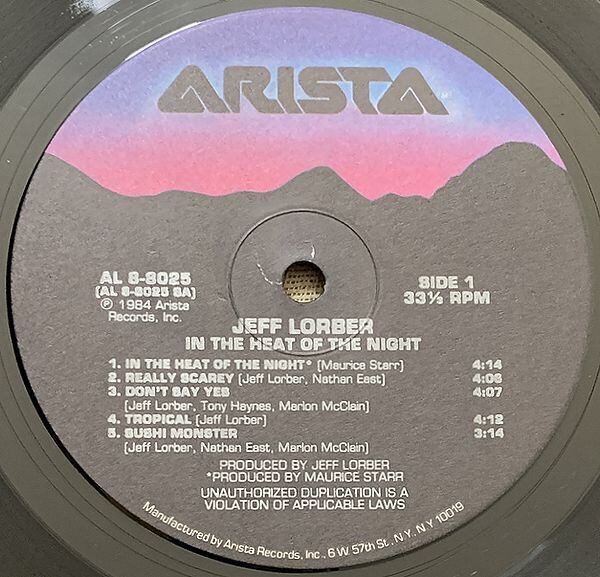 ARISTA
AL 8-8025
(AL 8-8025 SA)
℗ 1984 Arista
Records, Inc.
SIDE 1
33⅓ RPM
JEFF LORBER
IN THE HEAT OF THE NIGHT
1. IN THE HEAT OF THE NIGHT* (Maurice Starr) 4:14
2. REALLY SCAREY (Jeff Lorber, Nathan East) 4:06
3. DON'T SAY YES 4:07
(Jeff Lorber, Tony Haynes, Marlon McClain)
4. TROPICAL (Jeff Lorber) 4:12
5. SUSHI MONSTER 3:14
(Jeff Lorber, Nathan East, Marlon McClain)
PRODUCED BY JEFF LORBER
*PRODUCED BY MAURICE STARR
UNAUTHORIZED DUPLICATION IS A
VIOLATION OF APPLICABLE LAWS
Manufactured by Arista Records, Inc., 6 W. 57th St., N.Y., N.Y. 10019